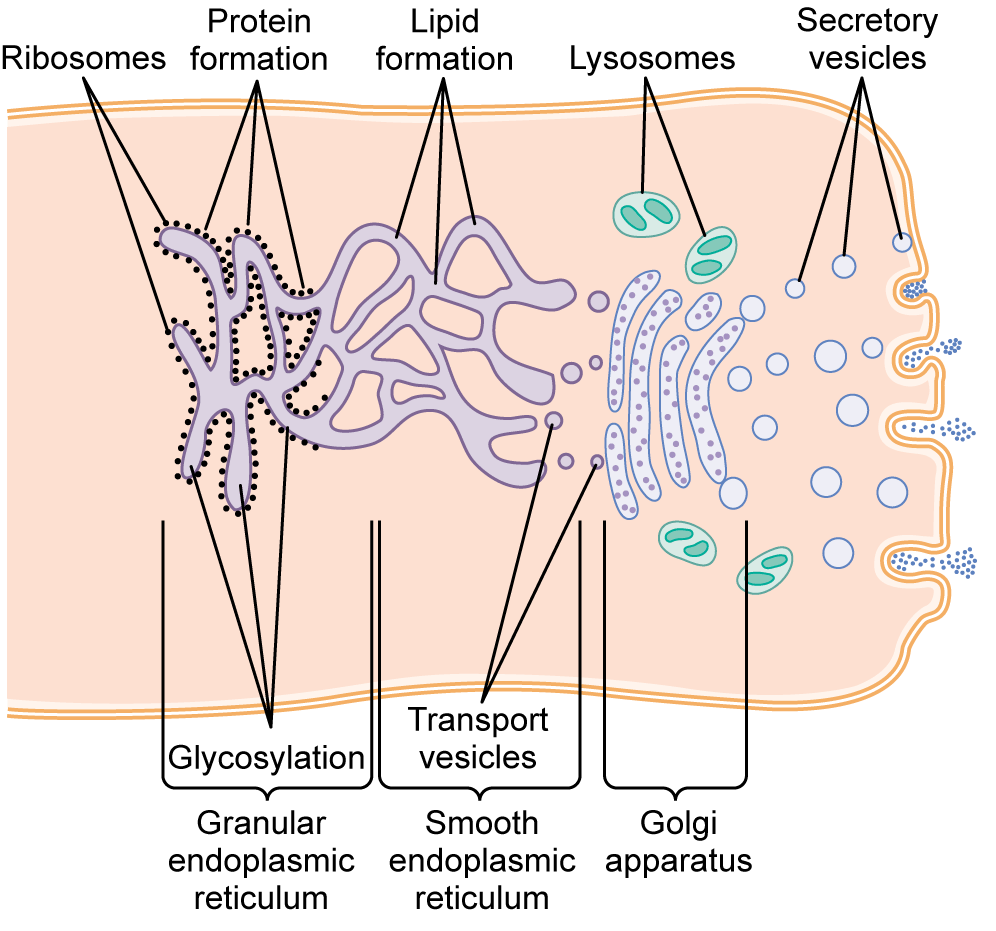 Ribosomes
Protein
formation
Lipid
formation
Lysosomes
Secretory
vesicles
Glycosylation
Transport
vesicles
Granular
endoplasmic
reticulum
Smooth
endoplasmic
reticulum
Golgi
apparatus